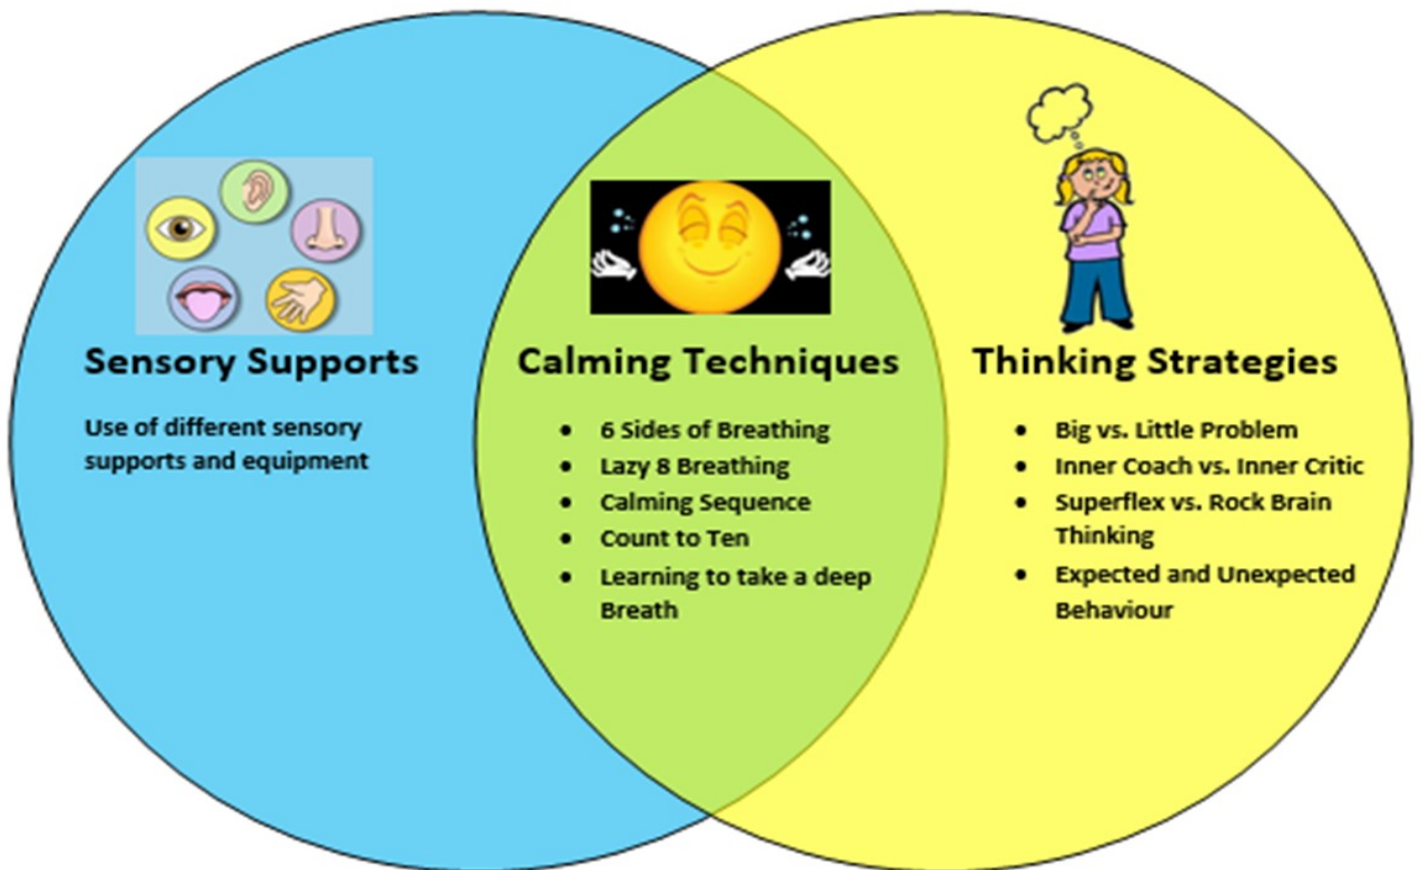 Sensory Supports
Use of different sensory
supports and equipment
Calming Techniques
• 6 Sides of Breathing
• Lazy 8 Breathing
• Calming Sequence
• Count to Ten
• Learning to take a deep
Breath
Thinking Strategies
• Big vs. Little Problem
• Inner Coach vs. Inner Critic
• Superflex vs. Rock Brain
Thinking
• Expected and Unexpected
Behaviour